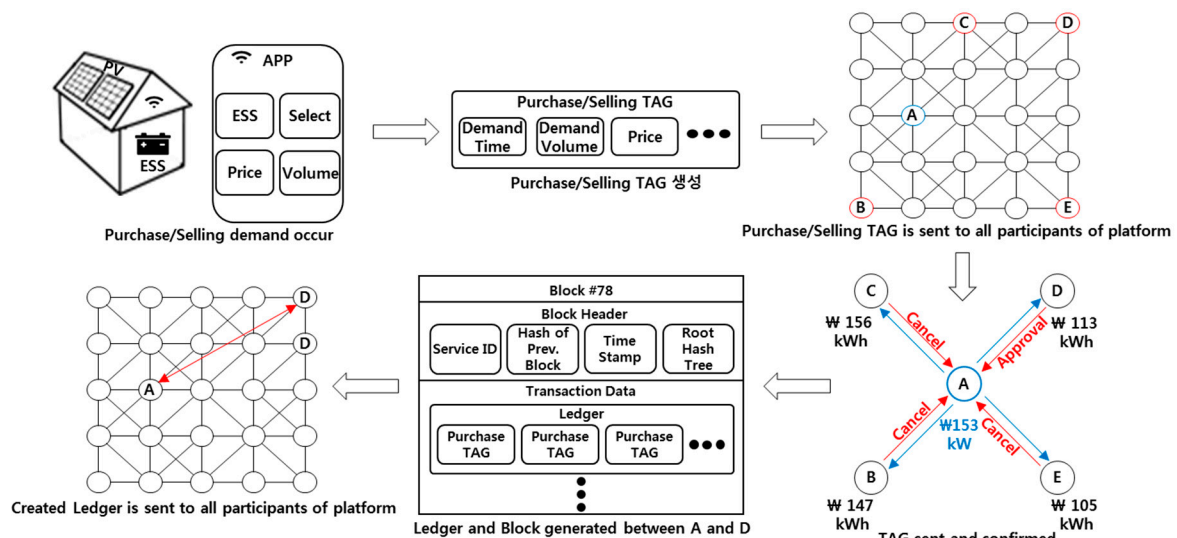 PV
ESS
APP
ESS
Select
Price
Volume
Purchase/Selling demand occur
Purchase/Selling TAG
Demand
Time
Demand
Volume
Price
Purchase/Selling TAG 생성
C
D
A
B
E
Purchase/Selling TAG is sent to all participants of platform
C
₩ 156
kWh
Cancel
D
₩ 113
kWh
Approval
A
₩153
kW
Cancel
Cancel
B
₩ 147
kWh
E
₩ 105
kWh
TAG sent and confirmed
Block #78
Block Header
Service ID
Hash of
Prev.
Block
Time
Stamp
Root
Hash
Tree
Transaction Data
Ledger
Purchase
TAG
Purchase
TAG
Purchase
TAG
Ledger and Block generated between A and D
D
D
A
Created Ledger is sent to all participants of platform